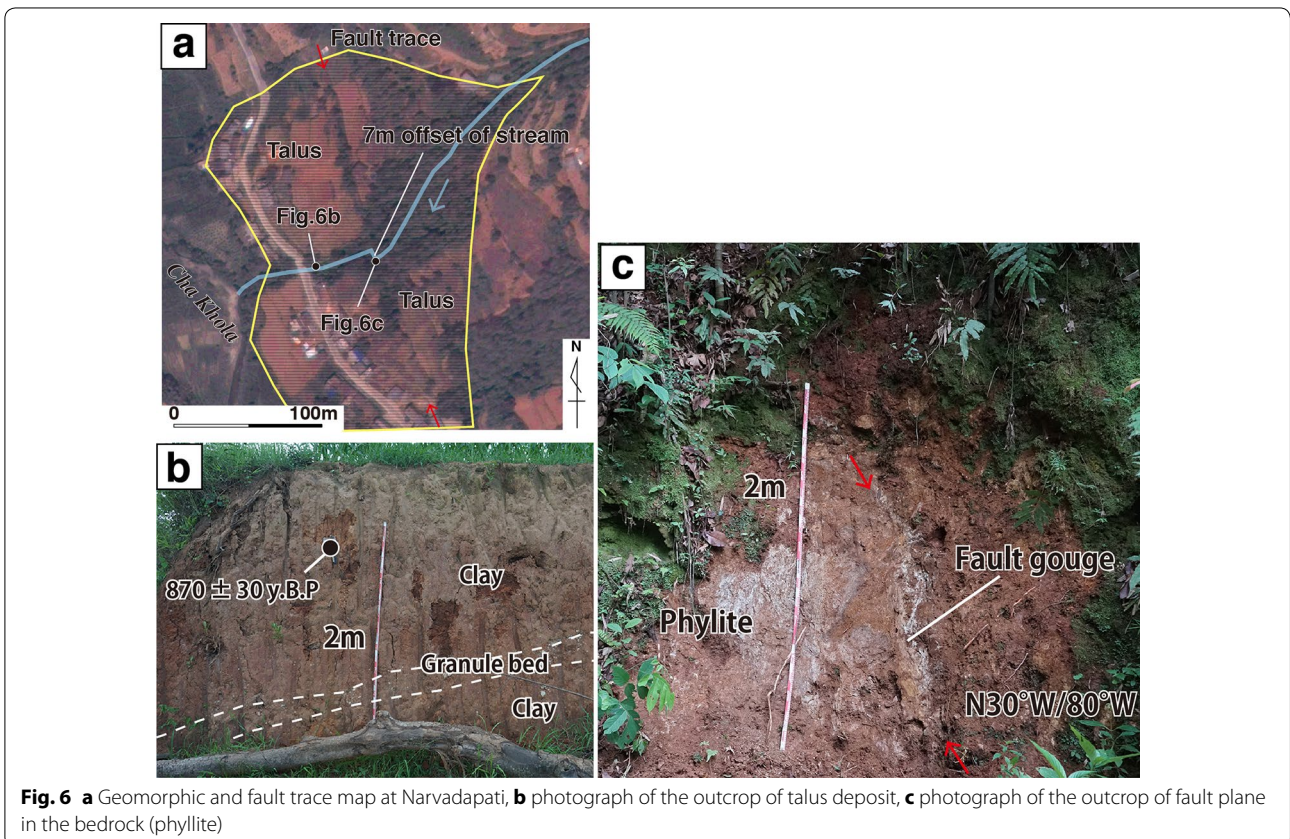 a
Fault trace
7m offset of stream
Talus
Fig.6b
Cha Khola
Talus
Fig.6c
N
0 100m
b
870 ± 30 y.B.P
Clay
2m
Granule bed
Clay
c
2m
Fault gouge
Phylite
N30°W/80°W
Fig. 6 a Geomorphic and fault trace map at Narvadapati, b photograph of the outcrop of talus deposit, c photograph of the outcrop of fault plane
in the bedrock (phyllite)